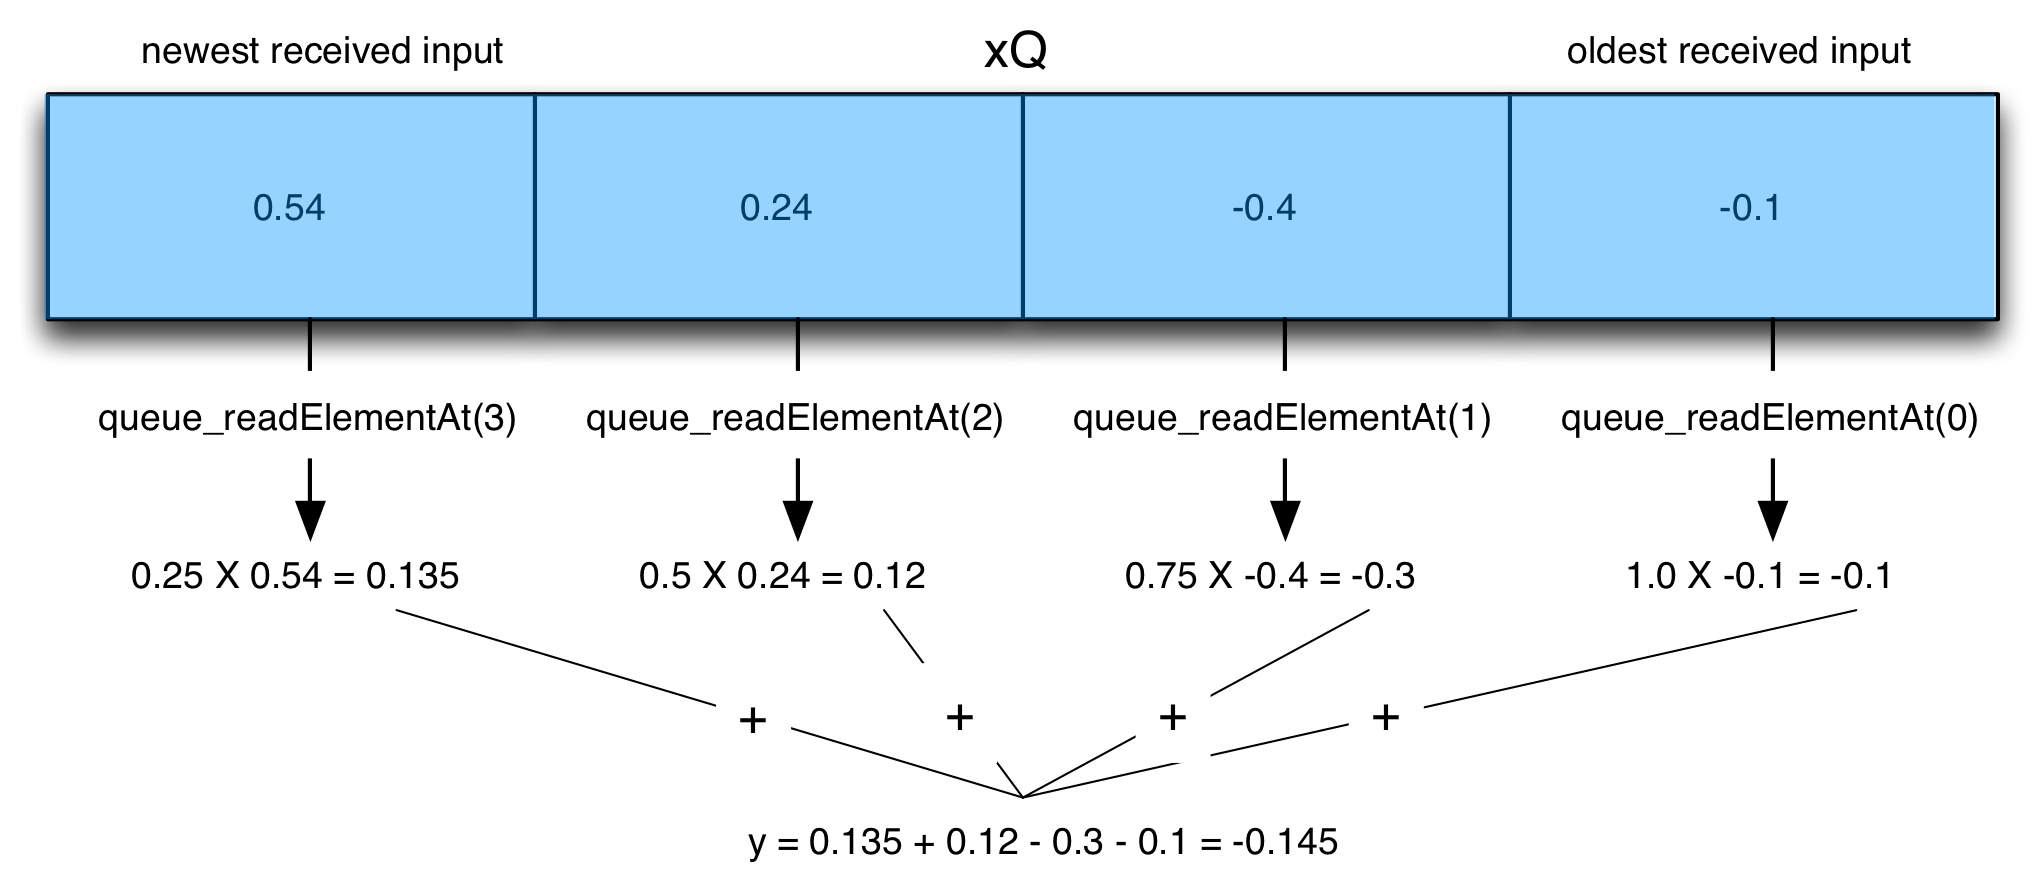 newest received input xQ oldest received input
0.54 0.24 -0.4 -0.1
queue_readElementAt(3) queue_readElementAt(2) queue_readElementAt(1) queue_readElementAt(0)
0.25 X 0.54 = 0.135 0.5 X 0.24 = 0.12 0.75 X -0.4 = -0.3 1.0 X -0.1 = -0.1
+ + + +
y = 0.135 + 0.12 - 0.3 - 0.1 = -0.145